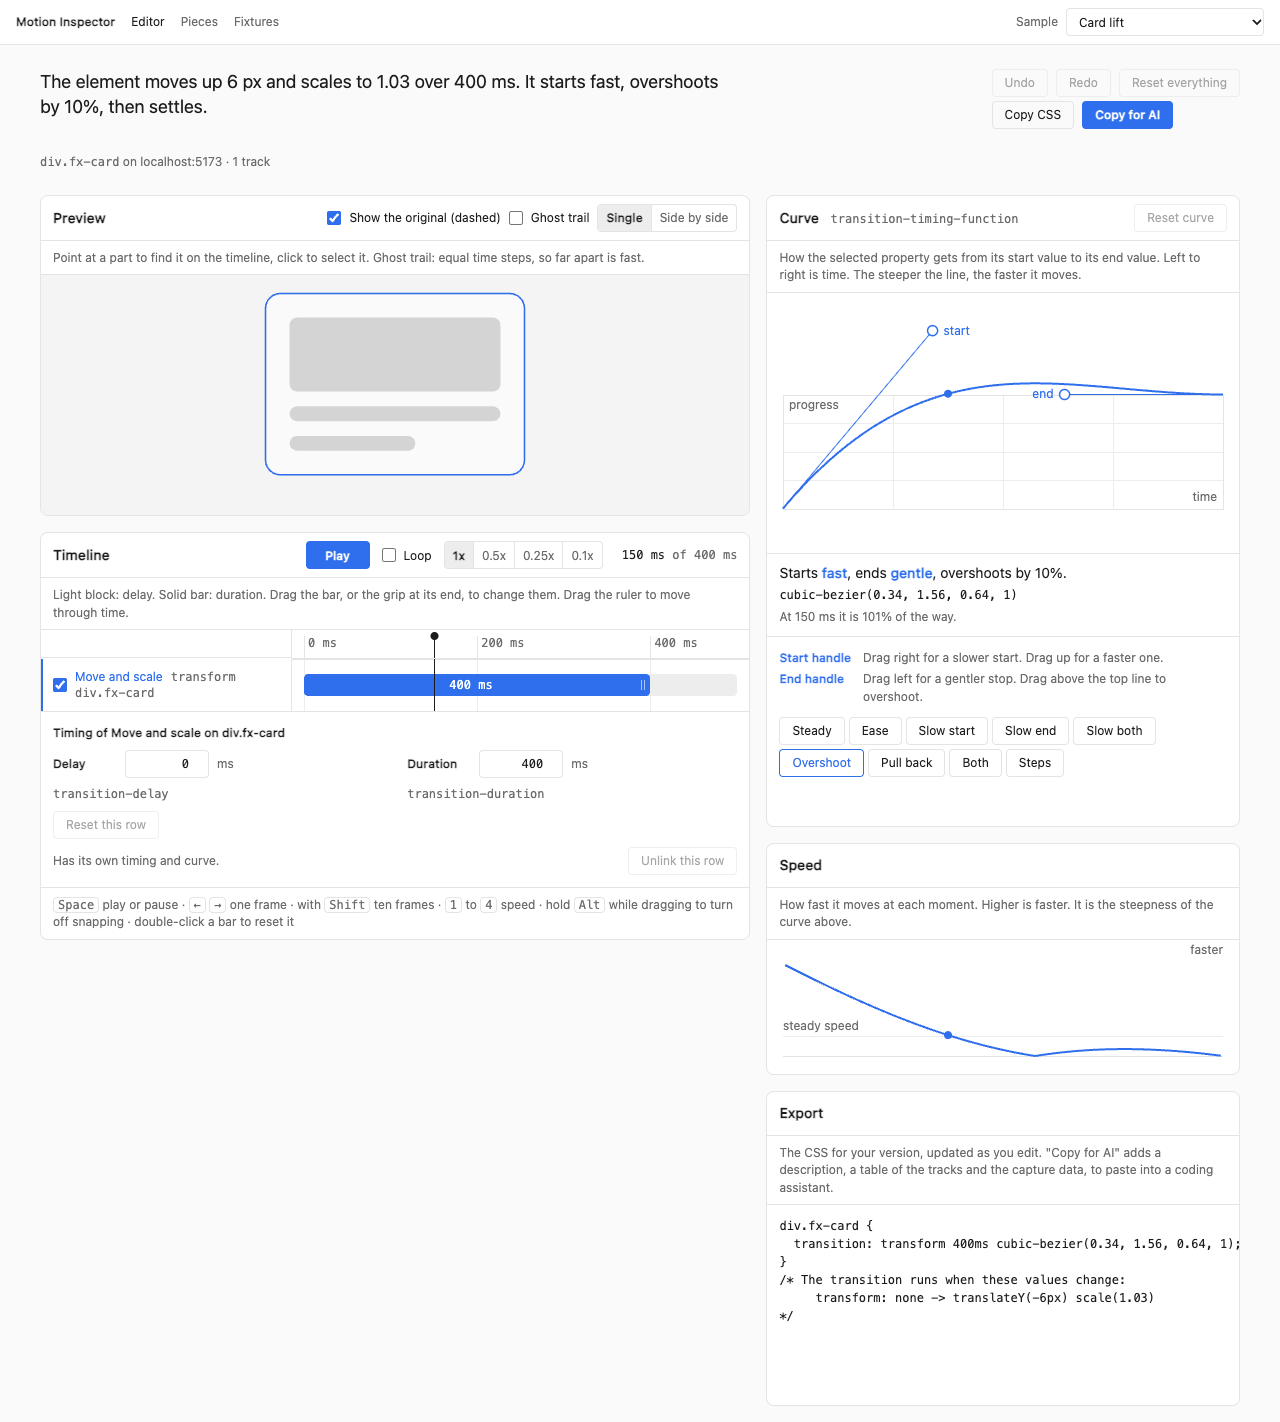 Motion Inspector Editor Pieces Fixtures Sample Card lift
The element moves up 6 px and scales to 1.03 over 400 ms. It starts fast, overshoots
by 10%, then settles.
Undo Redo Reset everything
Copy CSS Copy for AI
div.fx-card on localhost:5173 · 1 track
Preview Show the original (dashed) Ghost trail Single Side by side
Point at a part to find it on the timeline, click to select it. Ghost trail: equal time steps, so far apart is fast.
Timeline Play Loop 1x 0.5x 0.25x 0.1x 150 ms of 400 ms
Light block: delay. Solid bar: duration. Drag the bar, or the grip at its end, to change them. Drag the ruler to move
through time.
0 ms 200 ms 400 ms
Move and scale transform
div.fx-card
400 ms
Timing of Move and scale on div.fx-card
Delay 0 ms Duration 400 ms
transition-delay transition-duration
Reset this row
Has its own timing and curve. Unlink this row
Space play or pause · ← → one frame · with Shift ten frames · 1 to 4 speed · hold Alt while dragging to turn
off snapping · double-click a bar to reset it
Curve transition-timing-function Reset curve
How the selected property gets from its start value to its end value. Left to
right is time. The steeper the line, the faster it moves.
start
end
progress
time
Starts fast, ends gentle, overshoots by 10%.
cubic-bezier(0.34, 1.56, 0.64, 1)
At 150 ms it is 101% of the way.
Start handle Drag right for a slower start. Drag up for a faster one.
End handle Drag left for a gentler stop. Drag above the top line to
overshoot.
Steady Ease Slow start Slow end Slow both
Overshoot Pull back Both Steps
Speed
How fast it moves at each moment. Higher is faster. It is the steepness of the
curve above.
faster
steady speed
Export
The CSS for your version, updated as you edit. "Copy for AI" adds a
description, a table of the tracks and the capture data, to paste into a coding
assistant.
div.fx-card {
transition: transform 400ms cubic-bezier(0.34, 1.56, 0.64, 1);
}
/* The transition runs when these values change:
transform: none -> translateY(-6px) scale(1.03)
*/